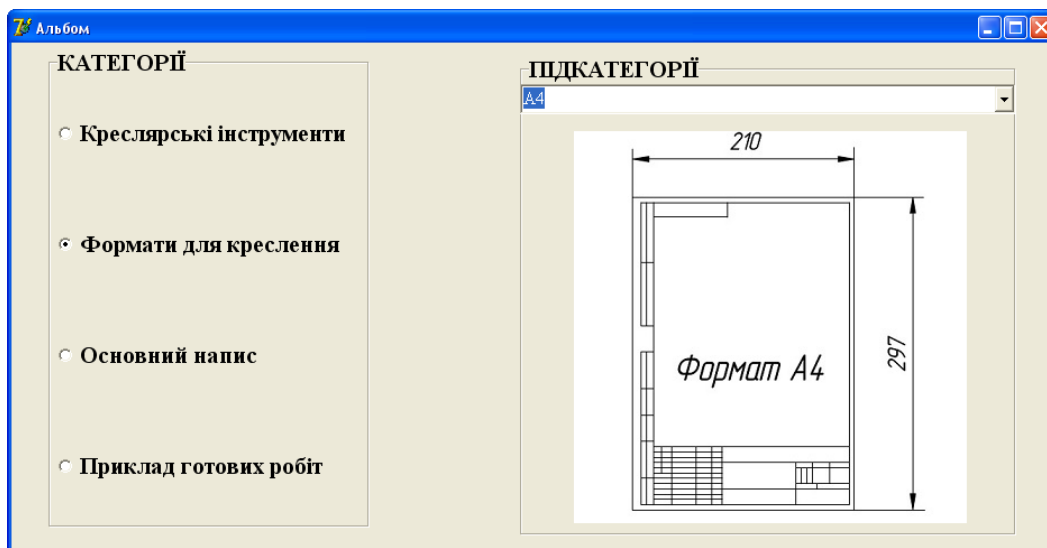 Альбом
КАТЕГОРІЇ
Креслярські інструменти
Формати для креслення
Основний напис
Приклад готових робіт
ПІДКАТЕГОРІЇ
А4
210
297
Формат А4